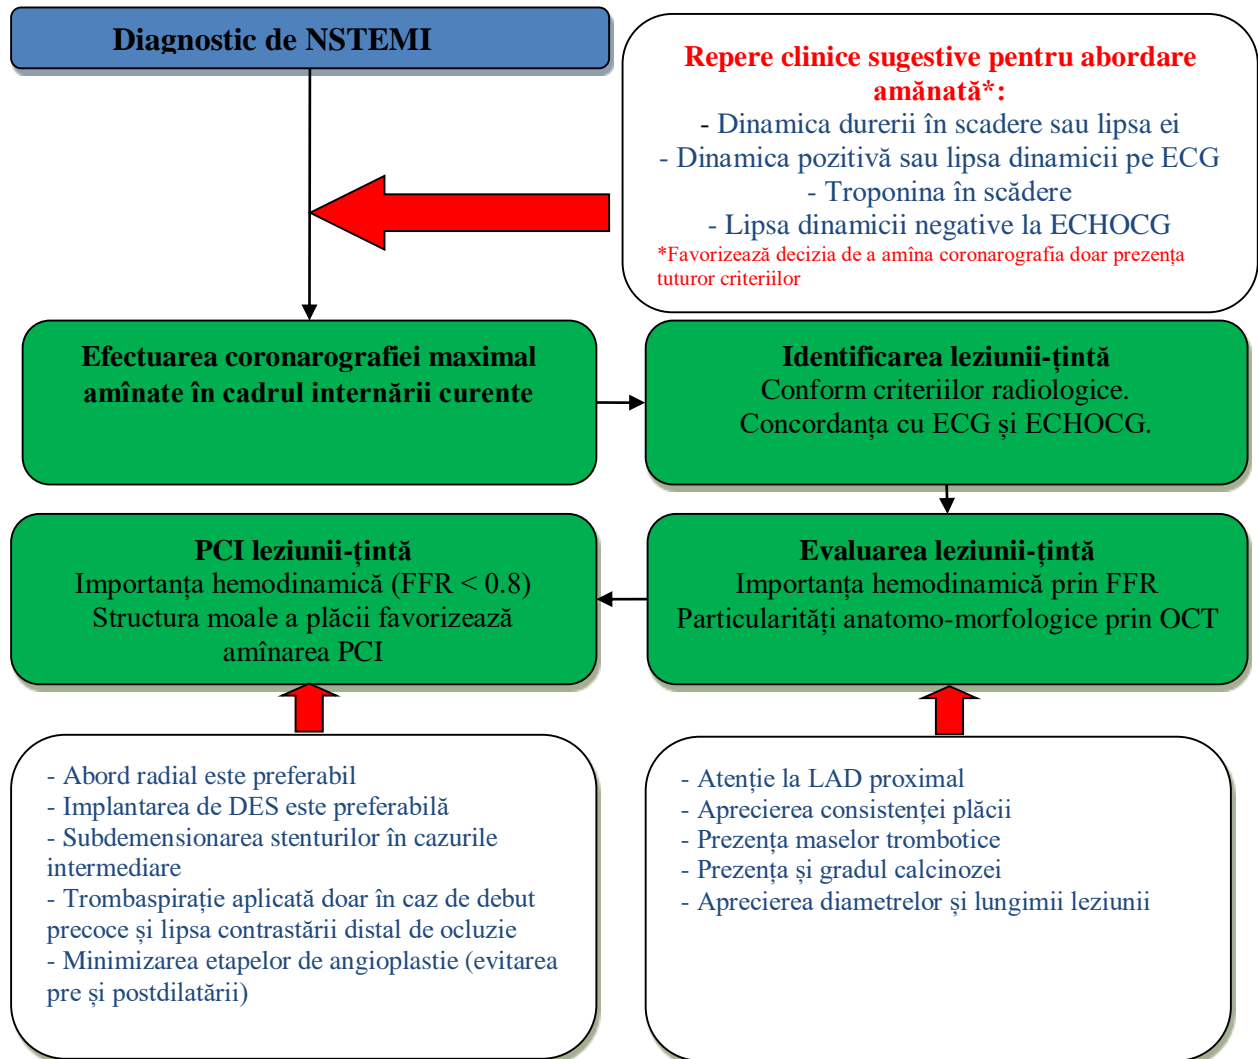 Diagnostic de NSTEMI
Repere clinice sugestive pentru abordare
amănată*:
- Dinamica durerii în scadere sau lipsa ei
- Dinamica pozitivă sau lipsa dinamicii pe ECG
- Troponina în scădere
- Lipsa dinamicii negative la ECHOCG
*Favorizează decizia de a amîna coronarografia doar prezența
tuturor criteriilor
Efectuarea coronarografiei maximal
amînate în cadrul internării curente
Identificarea leziunii-țintă
Conform criteriilor radiologice.
Concordanța cu ECG și ECHOCG.
PCI leziunii-țintă
Importanța hemodinamică (FFR < 0.8)
Structura moale a plăcii favorizează
amînarea PCI
Evaluarea leziunii-țintă
Importanța hemodinamică prin FFR
Particularități anatomo-morfologice prin OCT
- Abord radial este preferabil
- Implantarea de DES este preferabilă
- Subdemensionarea stenturilor în cazurile
intermediare
- Trombaspirație aplicată doar în caz de debut
precoce și lipsa contrastării distal de ocluzie
- Minimizarea etapelor de angioplastie (evitarea
pre și postdilatării)
- Atenție la LAD proximal
- Aprecierea consistenței plăcii
- Prezența maselor trombotice
- Prezența și gradul calcinozei
- Aprecierea diametrelor și lungimii leziunii